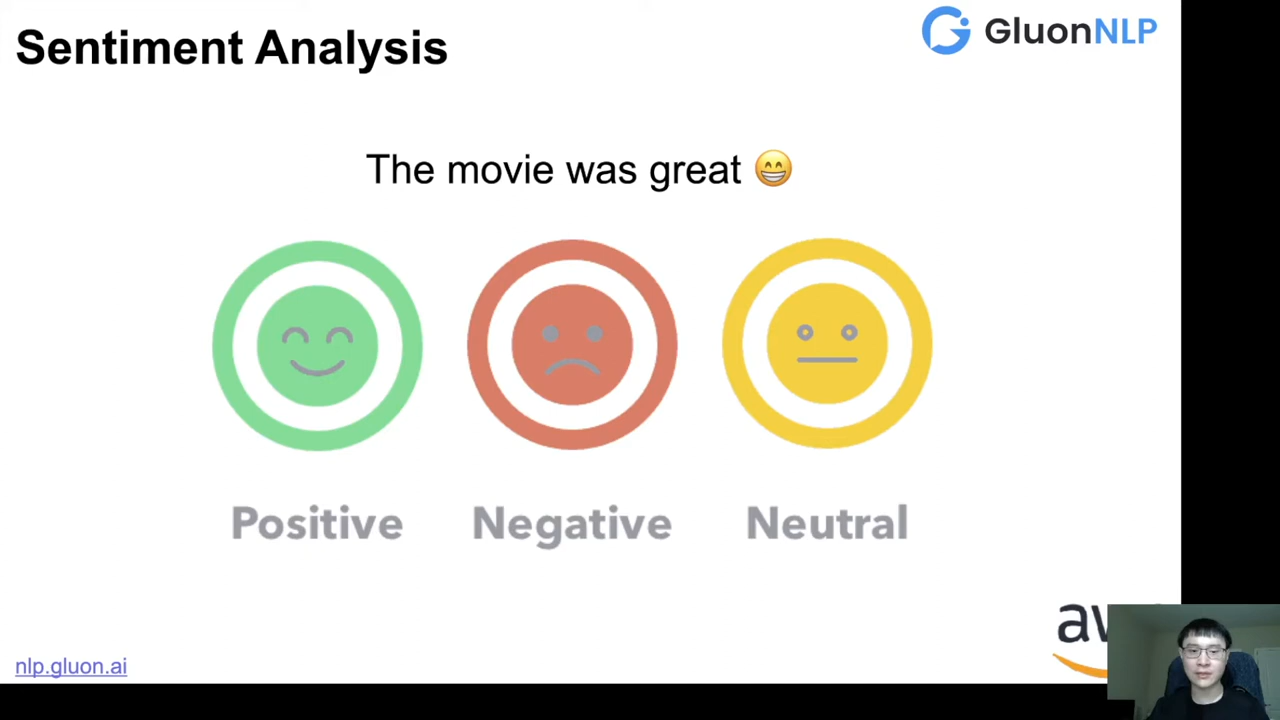 Sentiment Analysis
GluonNLP
The movie was great 😁
Positive
Negative
Neutral
nlp.gluon.ai